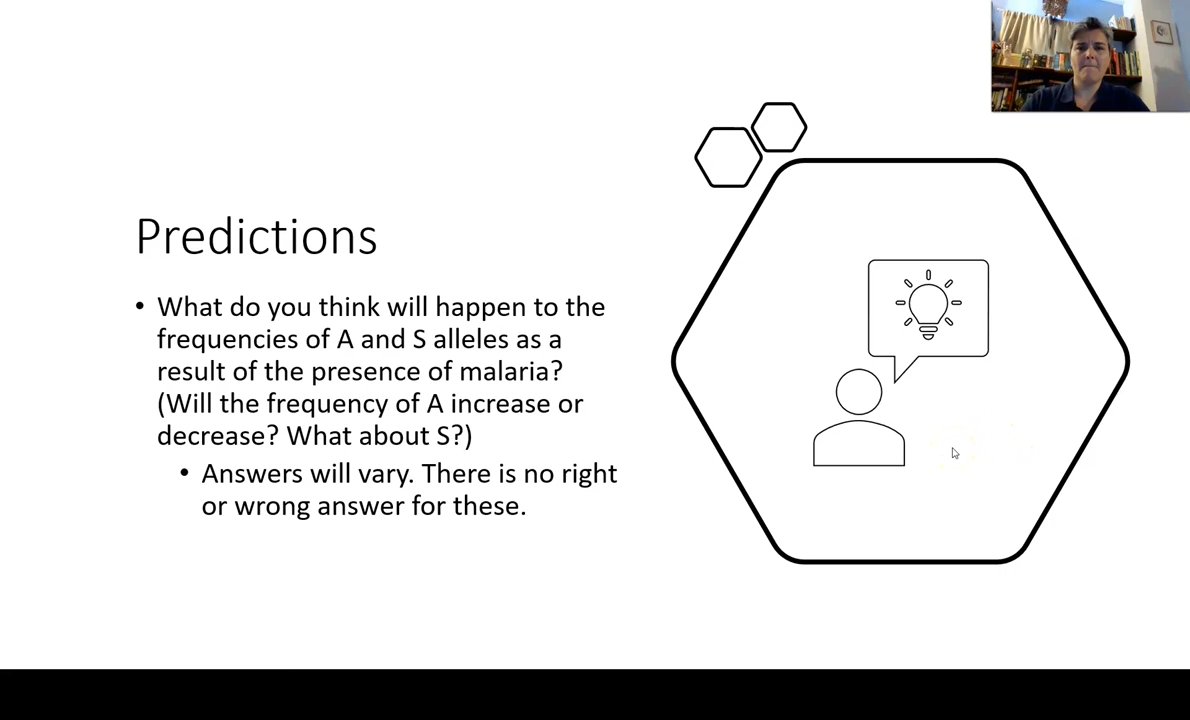 Predictions
• What do you think will happen to the
frequencies of A and S alleles as a
result of the presence of malaria?
(Will the frequency of A increase or
decrease? What about S?)
• Answers will vary. There is no right
or wrong answer for these.